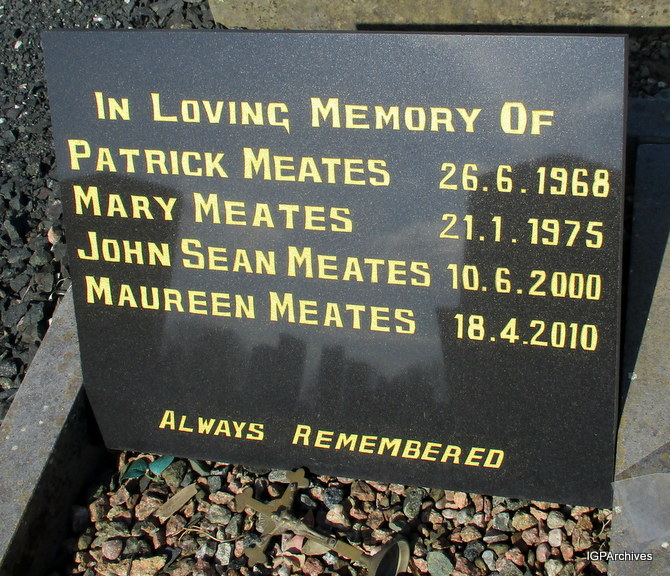 In Loving Memory Of
Patrick Meates 26.6.1968
Mary Meates 21.1.1975
John Sean Meates 10.6.2000
Maureen Meates 18.4.2010
Always Remembered
IGPArchives